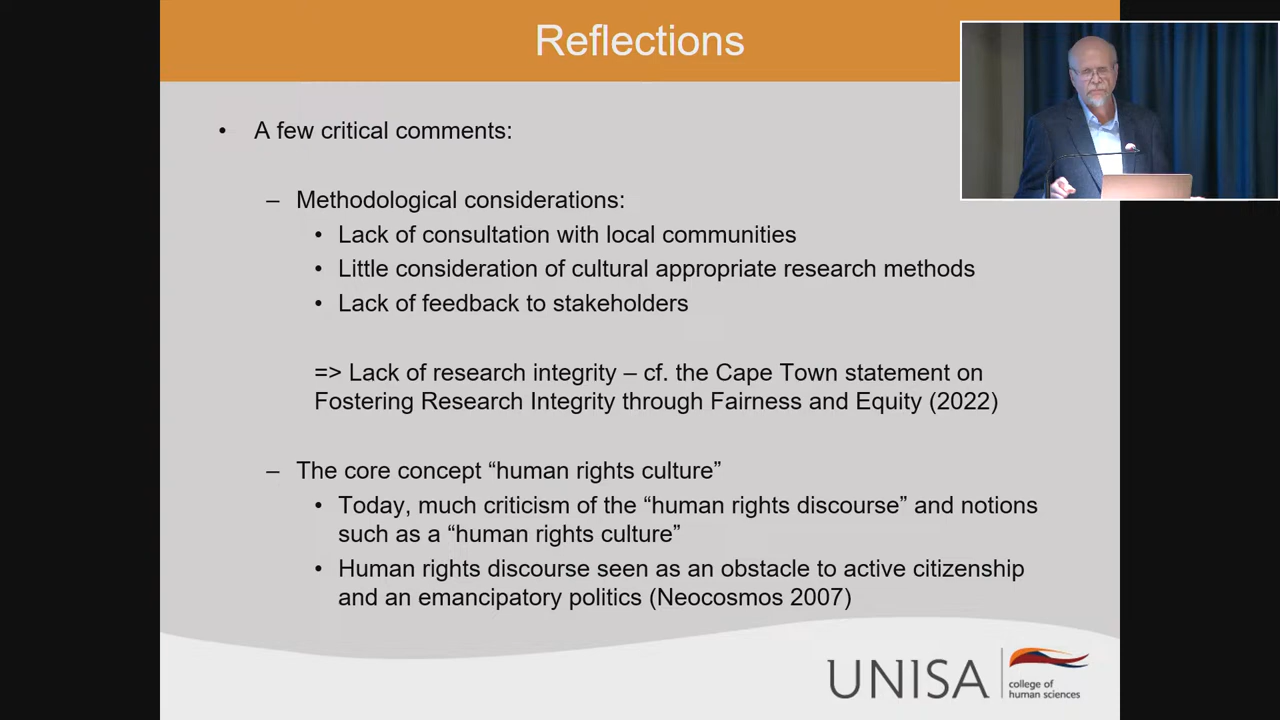 Reflections
• A few critical comments:
– Methodological considerations:
• Lack of consultation with local communities
• Little consideration of cultural appropriate research methods
• Lack of feedback to stakeholders
=> Lack of research integrity – cf. the Cape Town statement on
Fostering Research Integrity through Fairness and Equity (2022)
– The core concept “human rights culture”
• Today, much criticism of the “human rights discourse” and notions
such as a “human rights culture”
• Human rights discourse seen as an obstacle to active citizenship
and an emancipatory politics (Neocosmos 2007)
UNISA
college of
human sciences